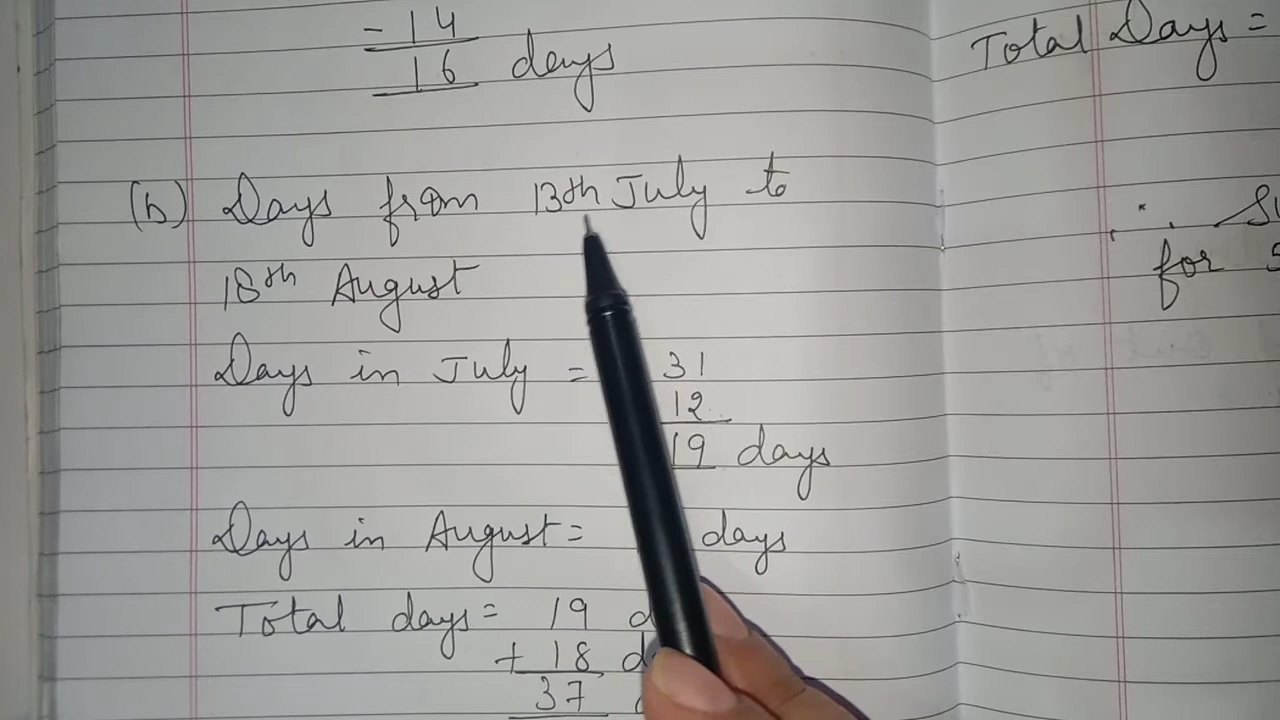 - 14
16 days
(b) Days from 13th July to
18th August
Days in July = 31
12
19 days
Days in August = days
Total days = 19
+ 18
37
Total Days =
∴
for